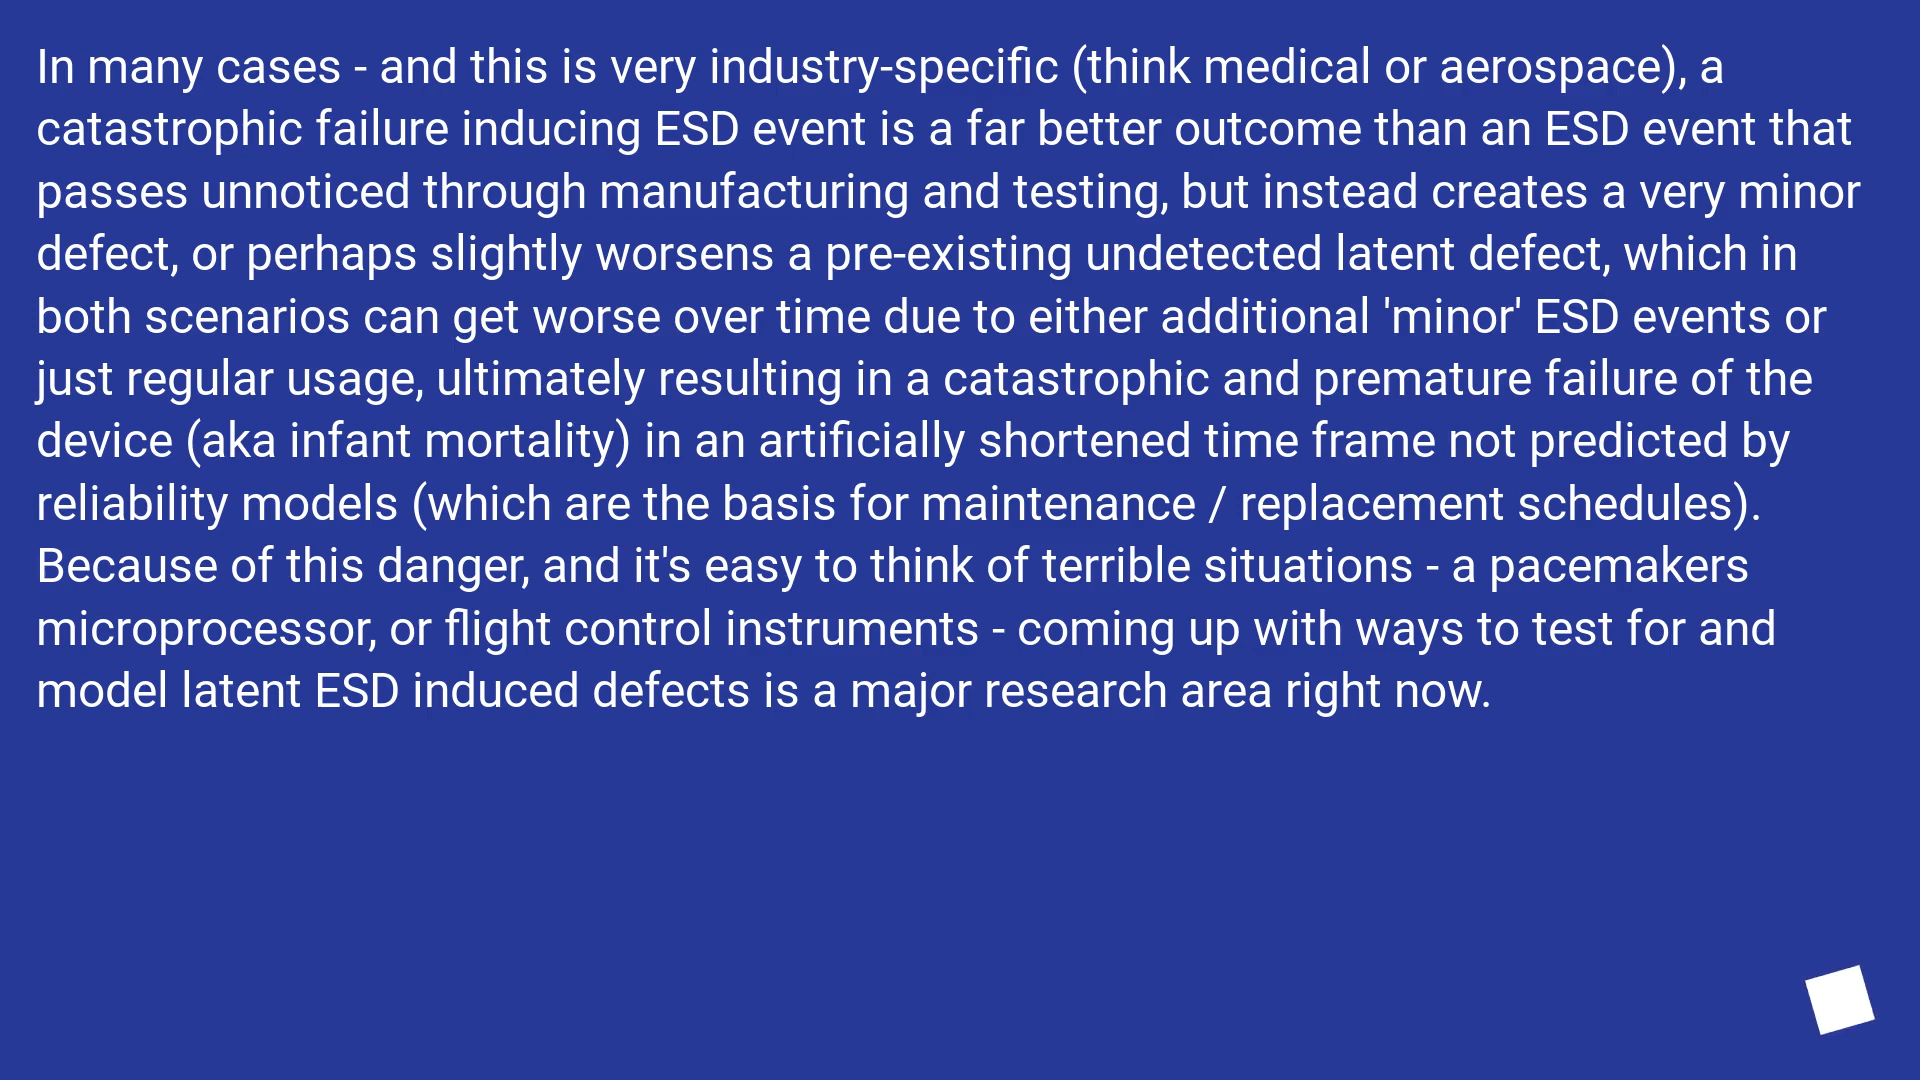 In many cases - and this is very industry-specific (think medical or aerospace), a
catastrophic failure inducing ESD event is a far better outcome than an ESD event that
passes unnoticed through manufacturing and testing, but instead creates a very minor
defect, or perhaps slightly worsens a pre-existing undetected latent defect, which in
both scenarios can get worse over time due to either additional 'minor' ESD events or
just regular usage, ultimately resulting in a catastrophic and premature failure of the
device (aka infant mortality) in an artificially shortened time frame not predicted by
reliability models (which are the basis for maintenance / replacement schedules).
Because of this danger, and it's easy to think of terrible situations - a pacemakers
microprocessor, or flight control instruments - coming up with ways to test for and
model latent ESD induced defects is a major research area right now.